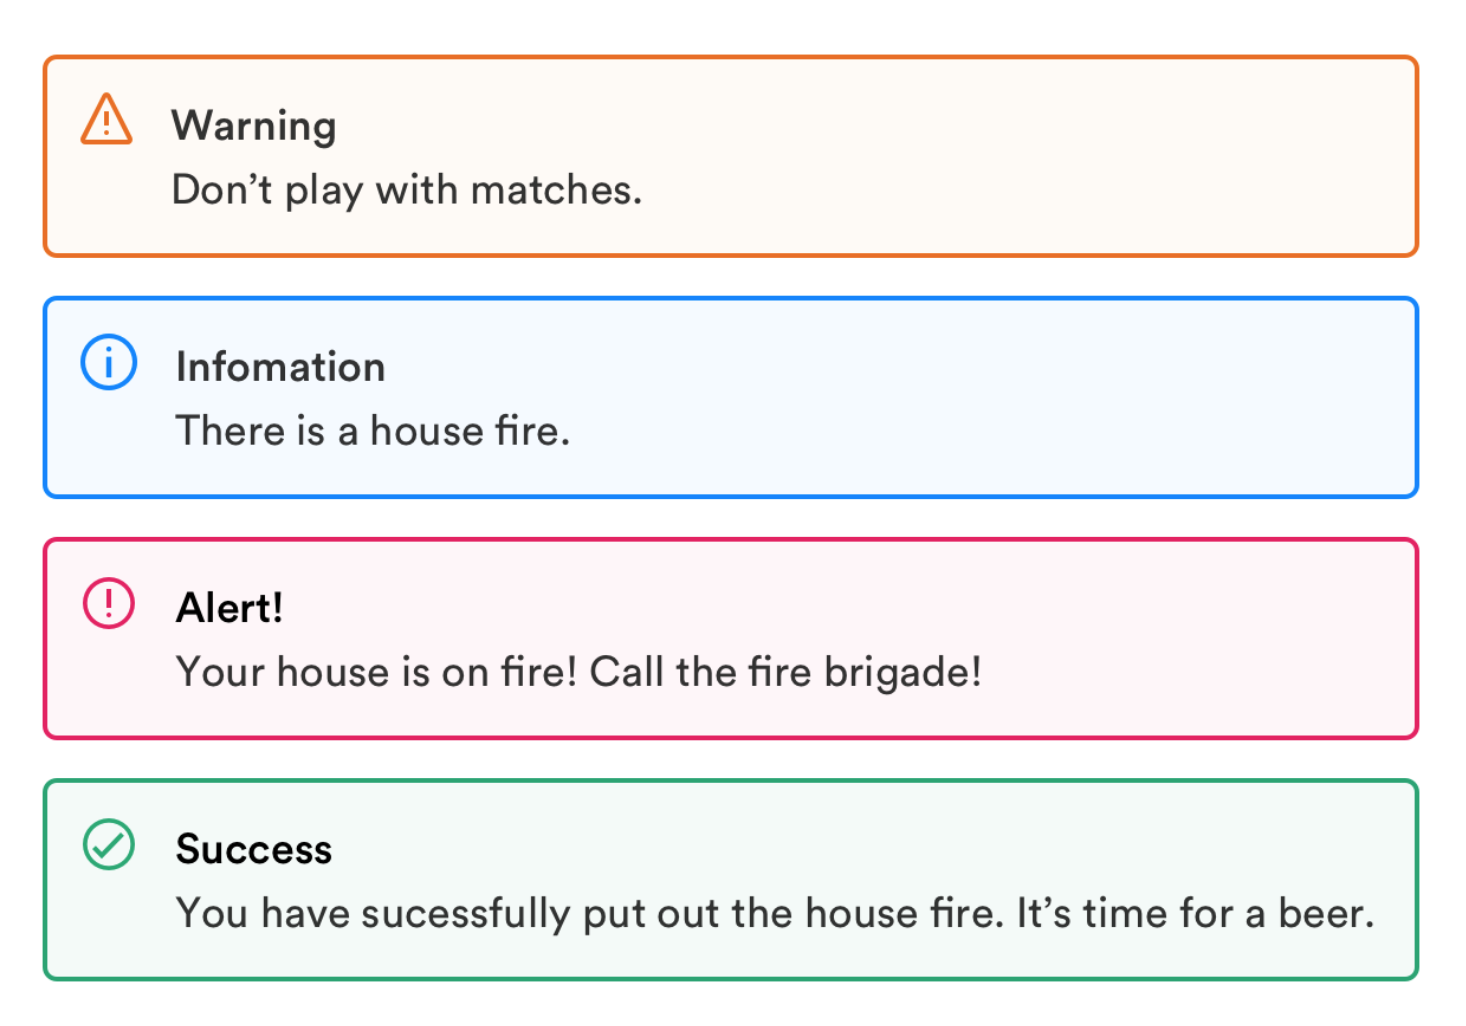 Warning
Don’t play with matches.
Infomation
There is a house fire.
Alert!
Your house is on fire! Call the fire brigade!
Success
You have sucessfully put out the house fire. It’s time for a beer.